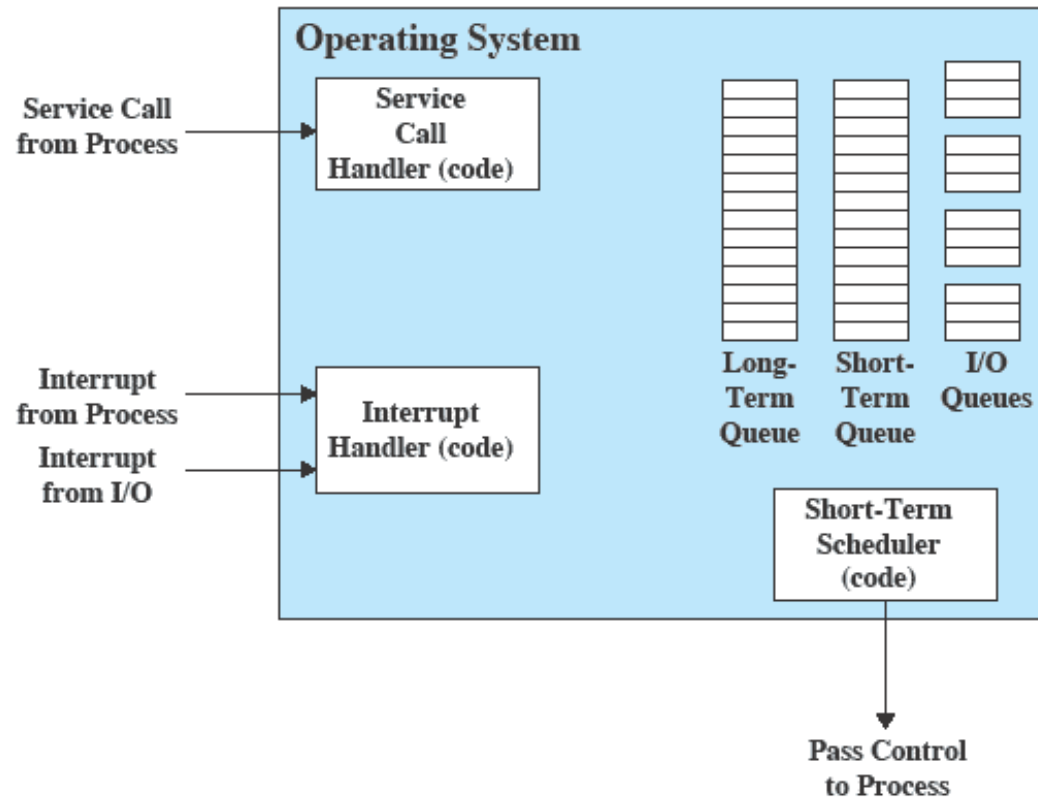 Operating System
Service Call
from Process
Service
Call
Handler (code)
Interrupt
from Process
Interrupt
from I/O
Interrupt
Handler (code)
Long-
Term
Queue
Short-
Term
Queue
I/O
Queues
Short-Term
Scheduler
(code)
Pass Control
to Process